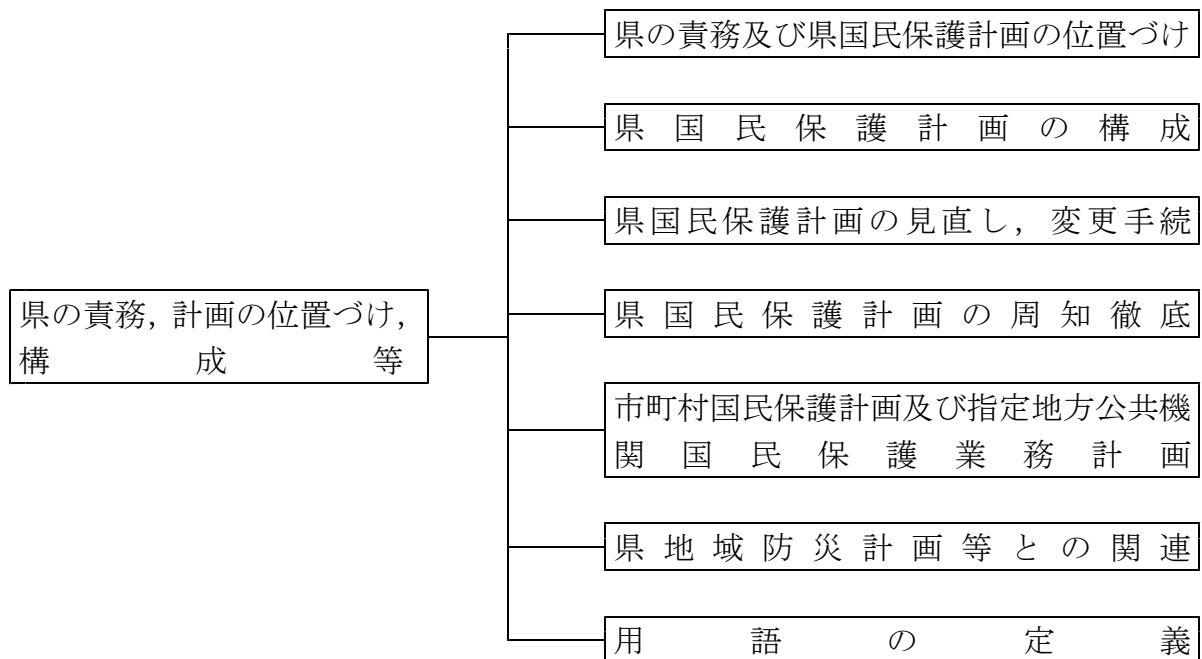 県の責務及び県国民保護計画の位置づけ
県国民保護計画の構成
県国民保護計画の見直し，変更手続
県の責務，計画の位置づけ，
構成等
県国民保護計画の周知徹底
市町村国民保護計画及び指定地方公共機
関国民保護業務計画
県地域防災計画等との関連
用語の定義